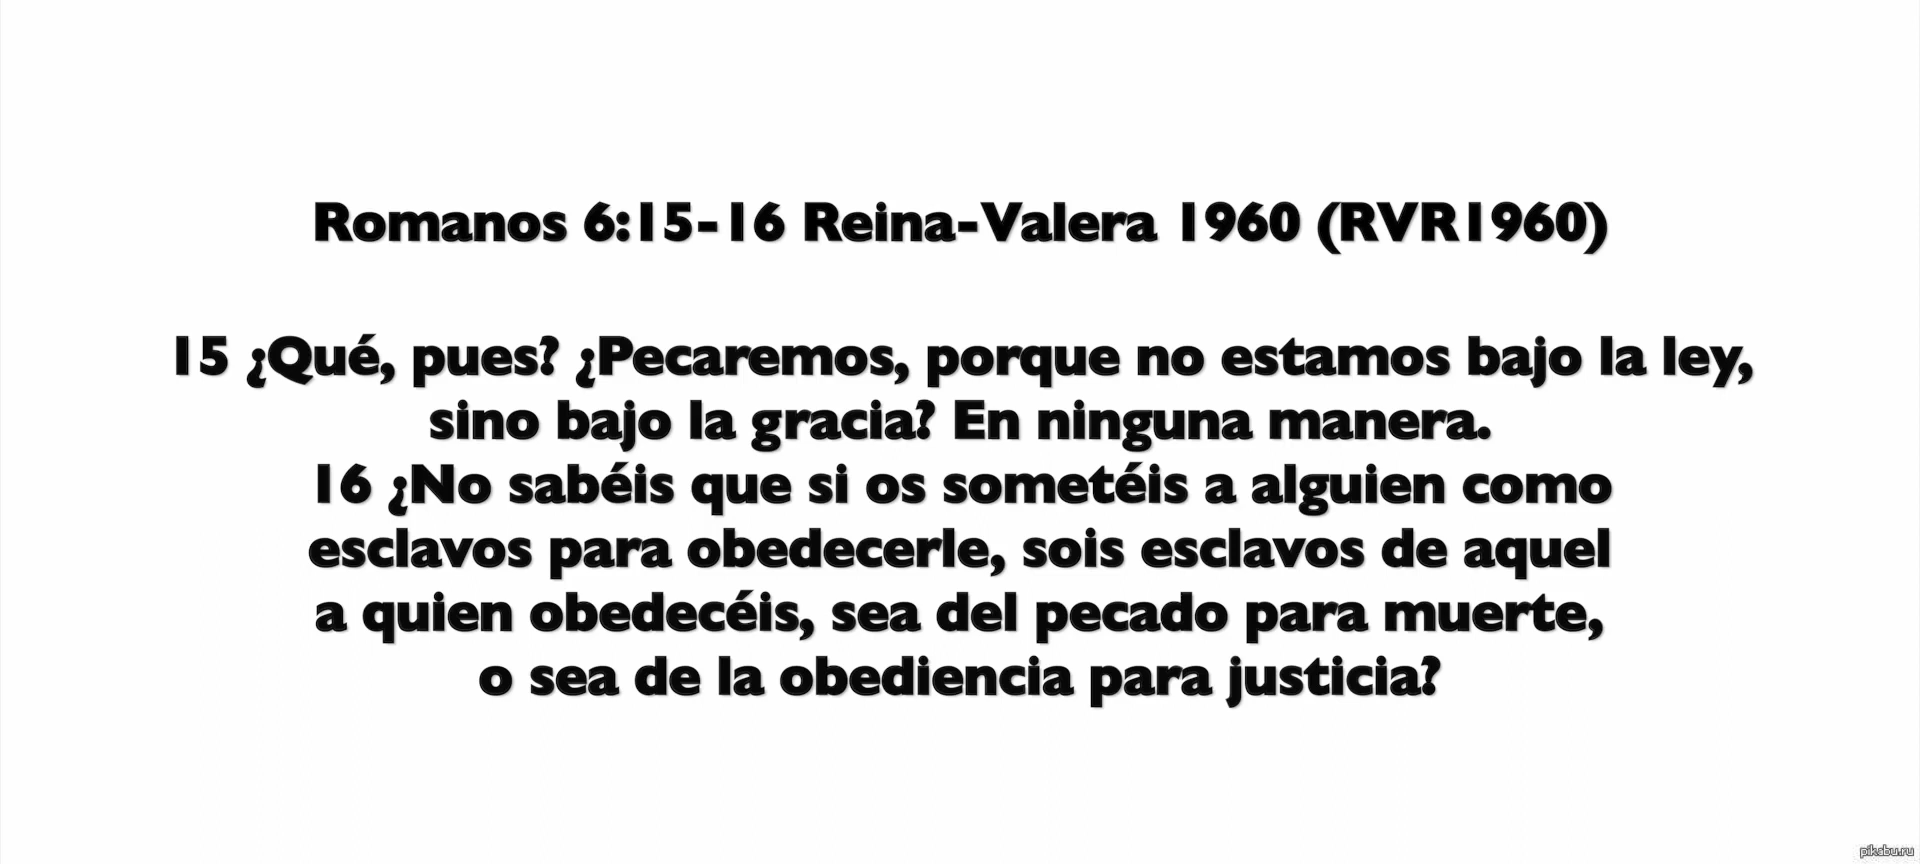 Romanos 6:15-16 Reina-Valera 1960 (RVR1960)
15 ¿Qué, pues? ¿Pecaremos, porque no estamos bajo la ley,
sino bajo la gracia? En ninguna manera.
16 ¿No sabéis que si os sometéis a alguien como
esclavos para obedecerle, sois esclavos de aquel
a quien obedecéis, sea del pecado para muerte,
o sea de la obediencia para justicia?
piksbu.ru